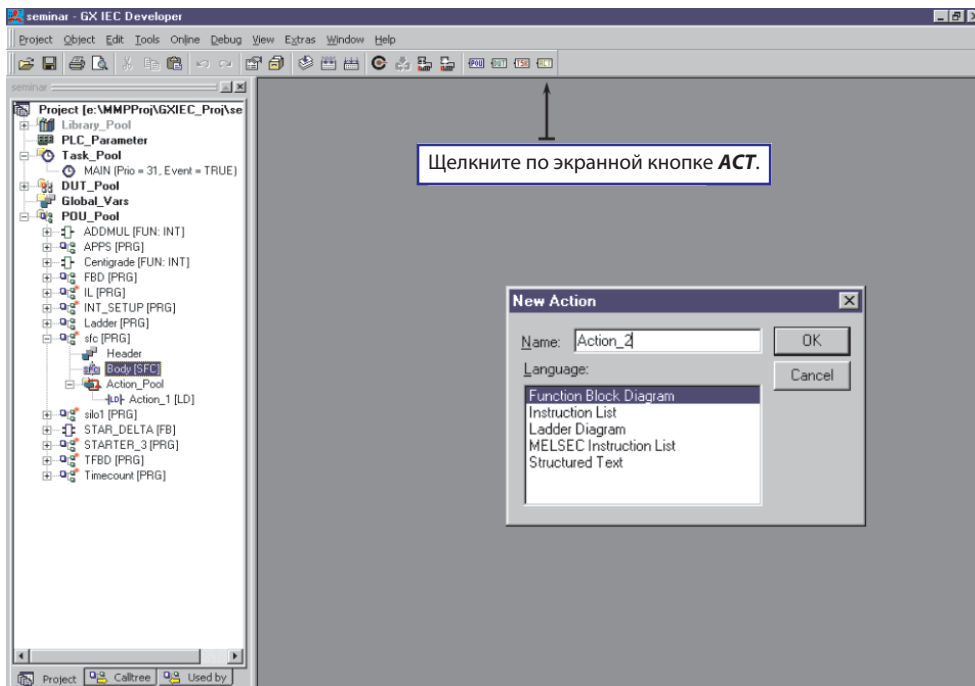 seminar - GX IEC Developer
Project Object Edit Tools Online Debug View Extras Window Help
POU DUT TSK ACT
seminar
Project [e:\MMPProj\GXIEC_Proj\se
Library_Pool
PLC_Parameter
Task_Pool
MAIN (Prio = 31, Event = TRUE)
DUT_Pool
Global_Vars
POU_Pool
ADDMUL [FUN: INT]
APPS [PRG]
Centigrade [FUN: INT]
FBD [PRG]
IL [PRG]
INT_SETUP [PRG]
Ladder [PRG]
sfc [PRG]
Header
Body [SFC]
Action_Pool
Action_1 [LD]
silo1 [PRG]
STAR_DELTA [FB]
STARTER_3 [PRG]
TFBD [PRG]
Timecount [PRG]
Project Calltree Used by
Щелкните по экранной кнопке ACT.
New Action
Name: Action_2 OK
Language: Cancel
Function Block Diagram
Instruction List
Ladder Diagram
MELSEC Instruction List
Structured Text